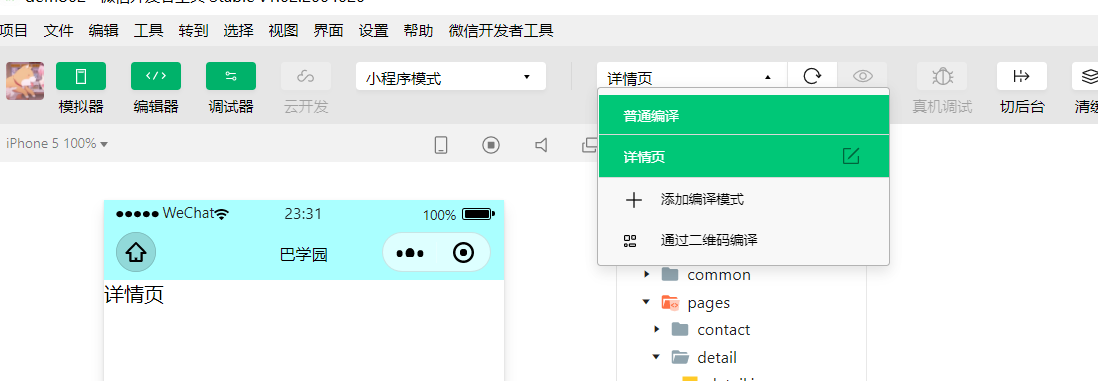 项目 文件 编辑 工具 转到 选择 视图 界面 设置 帮助 微信开发者工具
小程序模式
详情页
模拟器 编辑器 调试器 云开发
真机调试 切后台
iPhone 5 100%
普通编译
详情页
添加编译模式
通过二维码编译
WeChat 23:31 100%
巴学园
详情页
common
pages
contact
detail